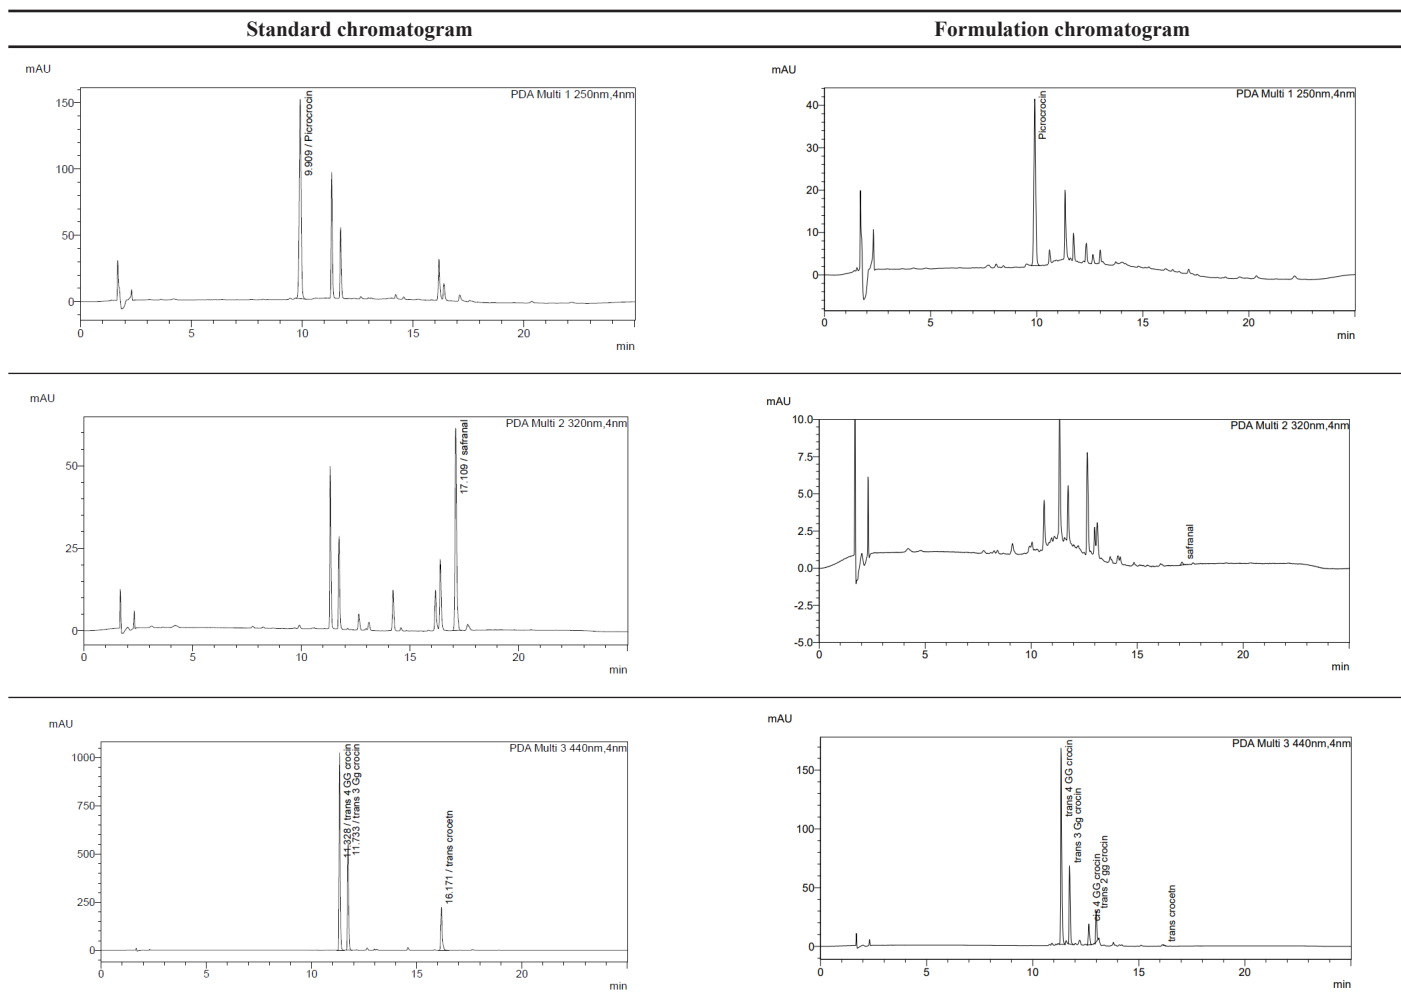 Standard chromatogram
Formulation chromatogram
mAU
PDA Multi 1 250nm,4nm
150
100
50
0
9.909 / Picrocrocin
0 5 10 15 20
min
mAU
PDA Multi 1 250nm,4nm
40
30
20
10
0
Picrocrocin
0 5 10 15 20
min
mAU
PDA Multi 2 320nm,4nm
50
25
0
17.109 / safranal
0 5 10 15 20
min
mAU
PDA Multi 2 320nm,4nm
10.0
7.5
5.0
2.5
0.0
-2.5
-5.0
safranal
0 5 10 15 20
min
mAU
PDA Multi 3 440nm,4nm
1000
750
500
250
0
11.328 / trans 4 GG crocin
11.733 / trans 3 Gg crocin
16.171 / trans crocetn
0 5 10 15 20
min
mAU
PDA Multi 3 440nm,4nm
150
100
50
0
trans 4 GG crocin
trans 3 Gg crocin
cis 4 GG crocin
trans 2 gg crocin
trans crocetn
0 5 10 15 20
min